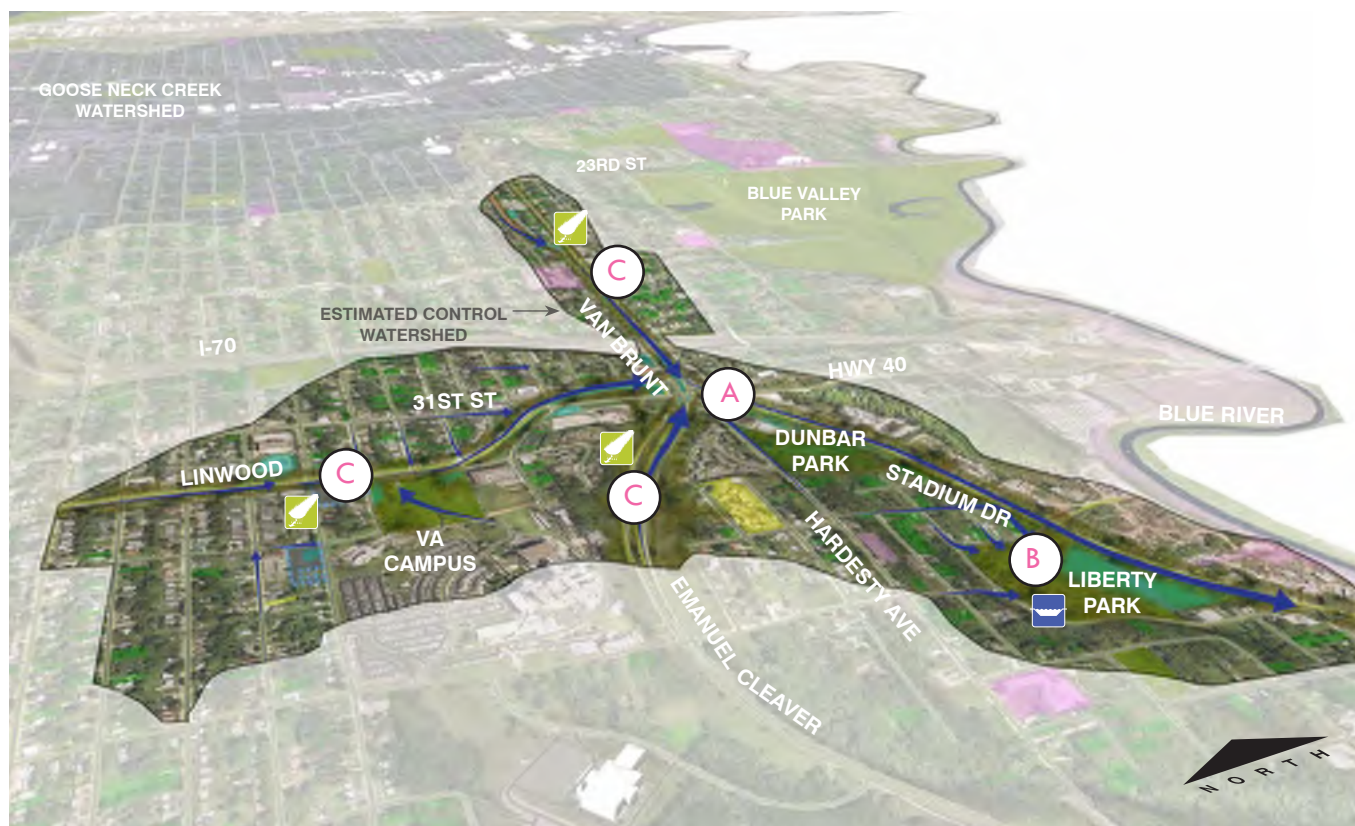 GOOSE NECK CREEK
WATERSHED
23RD ST
BLUE VALLEY
PARK
C
ESTIMATED CONTROL
WATERSHED
VAN BRUNT
I-70
HWY 40
A
31ST ST
BLUE RIVER
DUNBAR
PARK
LINWOOD
C
C
STADIUM DR
VA
CAMPUS
HARDESTY AVE
B
LIBERTY
PARK
EMANUEL CLEAVER
NORTH